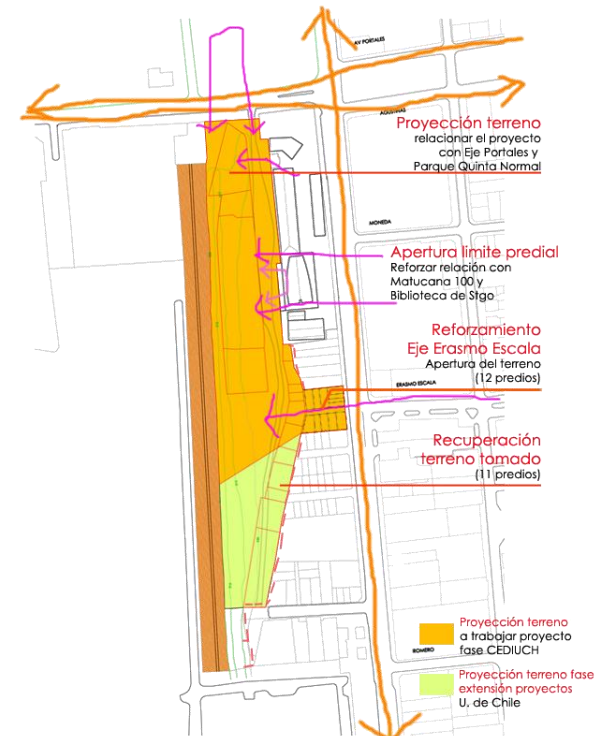 AV PORTALES
AGUSTINAS
Proyección terreno
relacionar el proyecto
con Eje Portales y
Parque Quinta Normal
MONEDA
Apertura limite predial
Reforzar relación con
Matucana 100 y
Biblioteca de Stgo
Reforzamiento
Eje Erasmo Escala
Apertura del terreno
(12 predios)
ERASMO ESCALA
Recuperación
terreno tomado
(11 predios)
Proyección terreno
a trabajar proyecto
fase CEDIUCH
ROMERO
Proyección terreno fase
extensión proyectos
U. de Chile